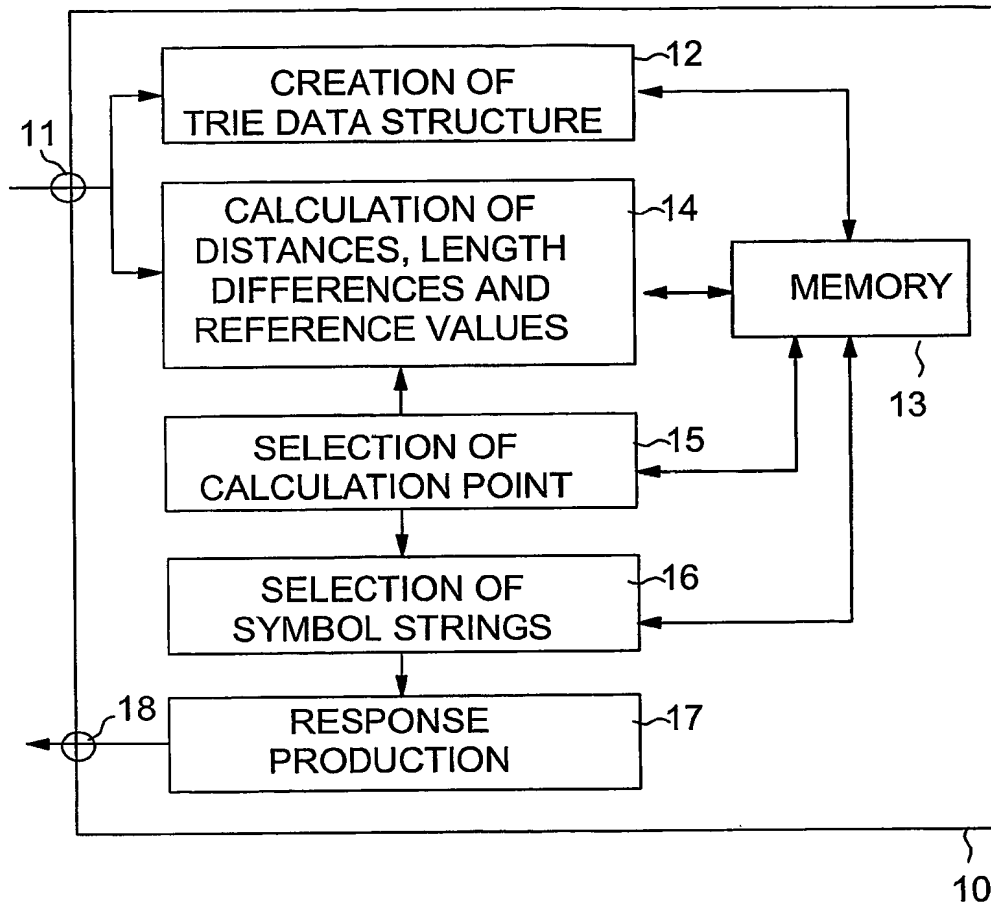 12
CREATION OF
TRIE DATA STRUCTURE
11
CALCULATION OF
DISTANCES, LENGTH
DIFFERENCES AND
REFERENCE VALUES
14
MEMORY
13
SELECTION OF
CALCULATION POINT
15
SELECTION OF
SYMBOL STRINGS
16
18
RESPONSE
PRODUCTION
17
10